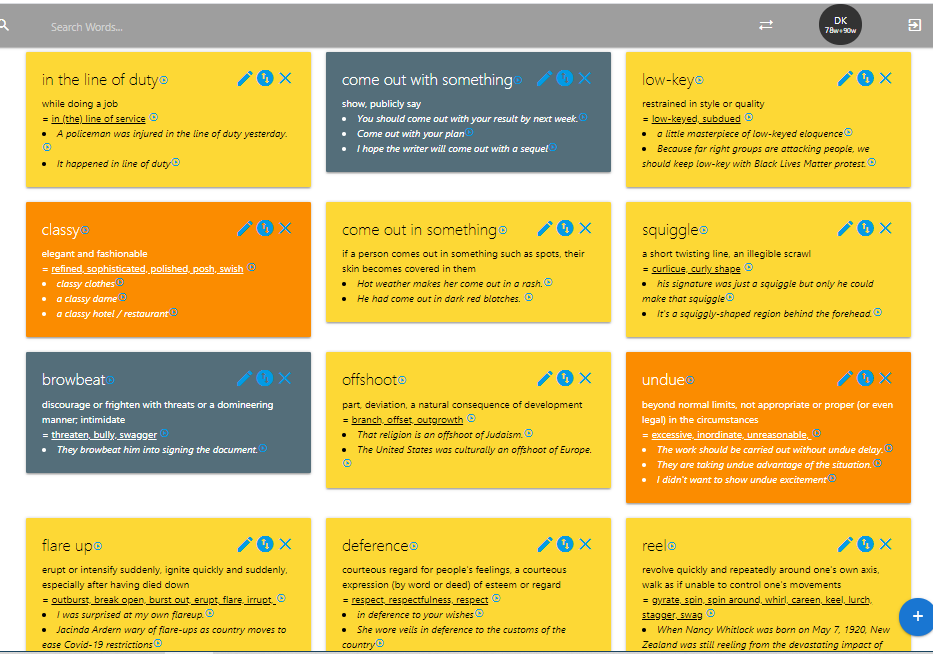 Search Words...
DK
78w+90w
in the line of duty
while doing a job
= in (the) line of service
A policeman was injured in the line of duty yesterday.
It happened in line of duty
come out with something
show, publicly say
You should come out with your result by next week.
Come out with your plan
I hope the writer will come out with a sequel
low-key
restrained in style or quality
= low-keyed, subdued
a little masterpiece of low-keyed eloquence
Because far right groups are attacking people, we
should keep low-key with Black Lives Matter protest.
classy
elegant and fashionable
= refined, sophisticated, polished, posh, swish
classy clothes
a classy dame
a classy hotel / restaurant
come out in something
if a person comes out in something such as spots, their
skin becomes covered in them
Hot weather makes her come out in a rash.
He had come out in dark red blotches.
squiggle
a short twisting line, an illegible scrawl
= curlicue, curly shape
his signature was just a squiggle but only he could
make that squiggle
It's a squiggly-shaped region behind the forehead.
browbeat
discourage or frighten with threats or a domineering
manner; intimidate
= threaten, bully, swagger
They browbeat him into signing the document.
offshoot
part, deviation, a natural consequence of development
= branch, offset, outgrowth
That religion is an offshoot of Judaism.
The United States was culturally an offshoot of Europe.
undue
beyond normal limits, not appropriate or proper (or even
legal) in the circumstances
= excessive, inordinate, unreasonable,
The work should be carried out without undue delay.
They are taking undue advantage of the situation.
I didn't want to show undue excitement
flare up
erupt or intensify suddenly, ignite quickly and suddenly,
especially after having died down
= outburst, break open, burst out, erupt, flare, irrupt,
I was surprised at my own flareup.
Jacinda Ardern wary of flare-ups as country moves to
ease Covid-19 restrictions
deference
courteous regard for people's feelings, a courteous
expression (by word or deed) of esteem or regard
= respect, respectfulness, respect
in deference to your wishes
She wore veils in deference to the customs of the
country
reel
revolve quickly and repeatedly around one's own axis,
walk as if unable to control one's movements
= gyrate, spin, spin around, whirl, careen, keel, lurch,
stagger, swag
When Nancy Whitlock was born on May 7, 1920, New
Zealand was still reeling from the devastating impact of